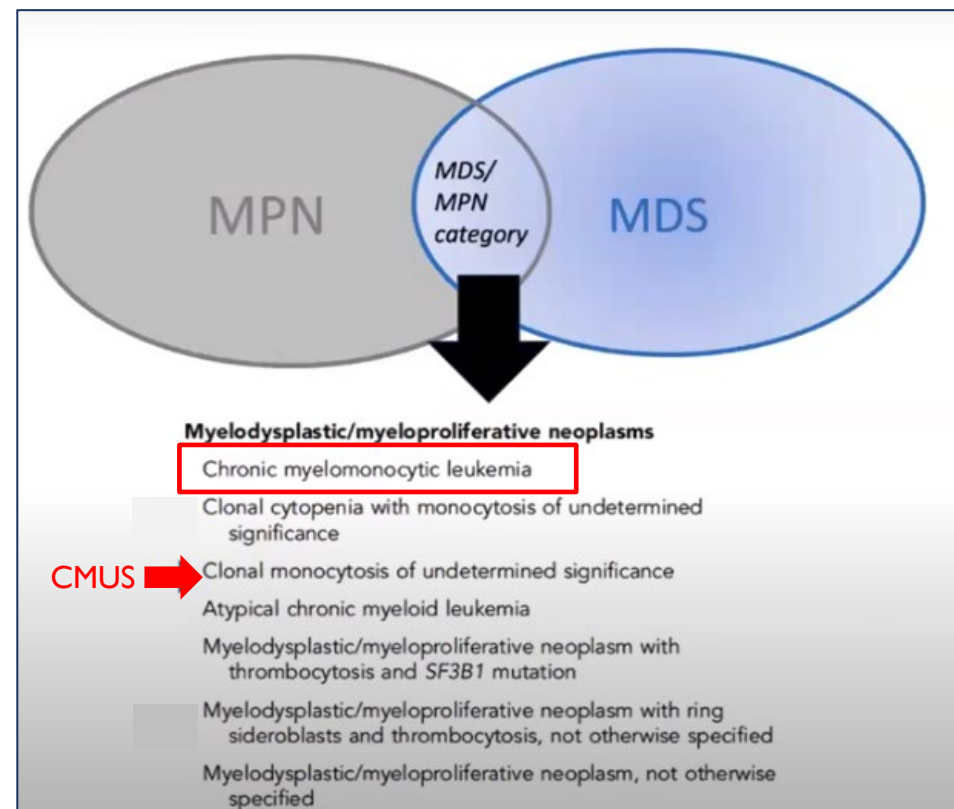 MPN
MDS/
MPN
category
MDS
Myelodysplastic/myeloproliferative neoplasms
Chronic myelomonocytic leukemia
Clonal cytopenia with monocytosis of undetermined
significance
CMUS
Clonal monocytosis of undetermined significance
Atypical chronic myeloid leukemia
Myelodysplastic/myeloproliferative neoplasm with
thrombocytosis and SF3B1 mutation
Myelodysplastic/myeloproliferative neoplasm with ring
sideroblasts and thrombocytosis, not otherwise specified
Myelodysplastic/myeloproliferative neoplasm, not otherwise
specified